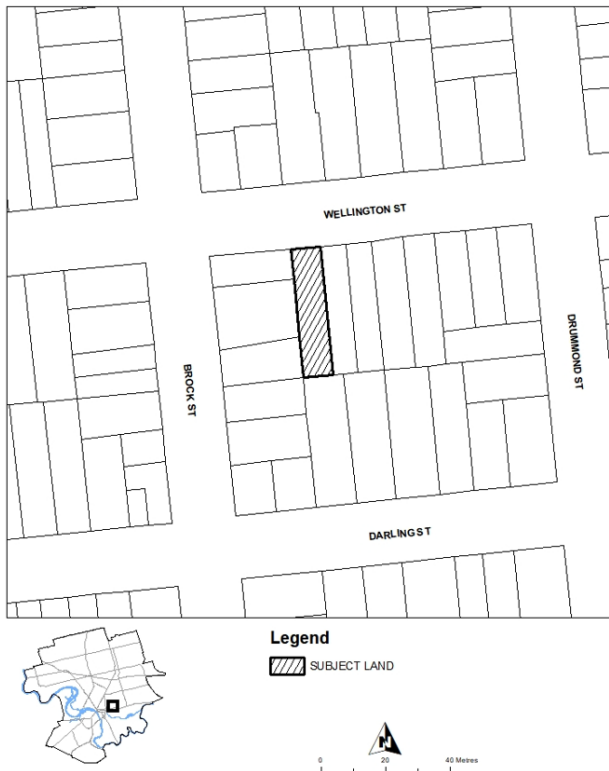 WELLINGTON ST
BROCK ST
DRUMMOND ST
DARLING ST
Legend
SUBJECT LAND
N
0 20 40 Metres